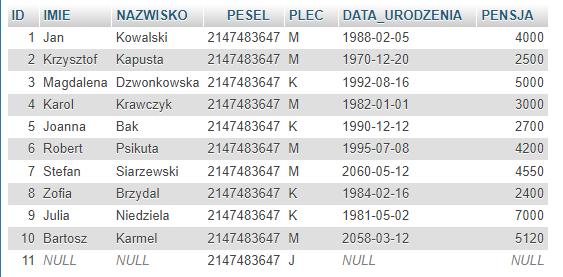 ID IMIE NAZWISKO PESEL PLEC DATA_URODZENIA PENSJA
1 Jan Kowalski 2147483647 M 1988-02-05 4000
2 Krzysztof Kapusta 2147483647 M 1970-12-20 2500
3 Magdalena Dzwonkowska 2147483647 K 1992-08-16 5000
4 Karol Krawczyk 2147483647 M 1982-01-01 3000
5 Joanna Bak 2147483647 K 1990-12-12 2700
6 Robert Psikuta 2147483647 M 1995-07-08 4200
7 Stefan Siarzewski 2147483647 M 2060-05-12 4550
8 Zofia Brzydal 2147483647 K 1984-02-16 2400
9 Julia Niedziela 2147483647 K 1981-05-02 7000
10 Bartosz Karmel 2147483647 M 2058-03-12 5120
11 NULL NULL 2147483647 J NULL NULL